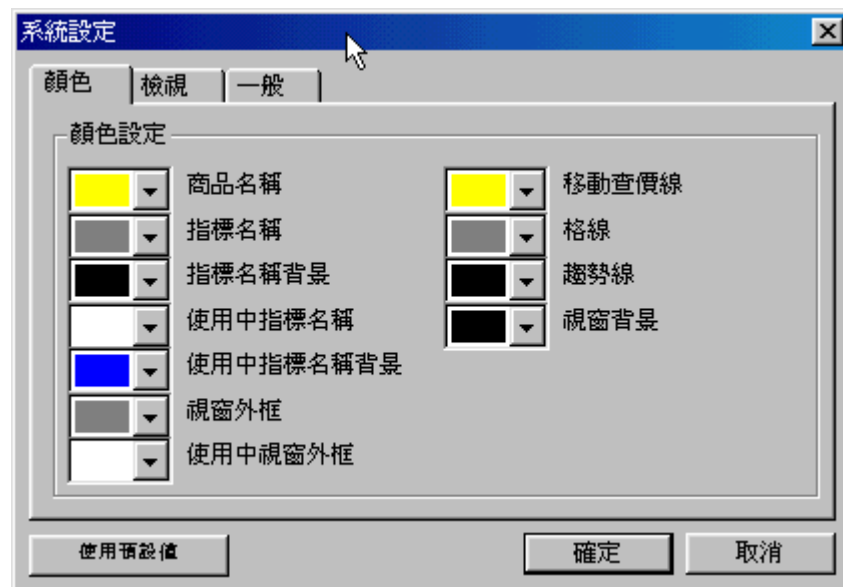 系統設定
顏色
檢視
一般
顏色設定
商品名稱
指標名稱
指標名稱背景
使用中指標名稱
使用中指標名稱背景
視窗外框
使用中視窗外框
移動查價線
格線
趨勢線
視窗背景
使用預設值
確定
取消